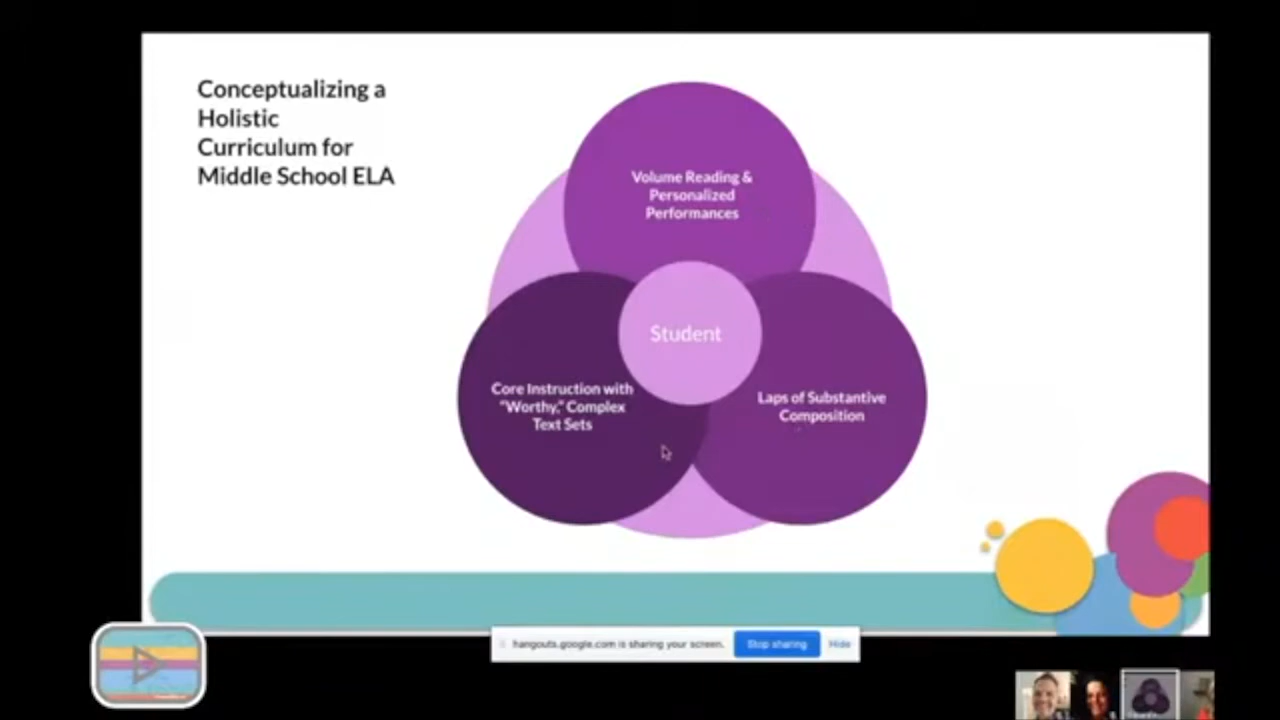 Conceptualizing a
Holistic
Curriculum for
Middle School ELA
Volume Reading &
Personalized
Performances
Student
Core Instruction with
“Worthy,” Complex
Text Sets
Laps of Substantive
Composition
hangouts.google.com is sharing your screen.
Stop sharing
Hide